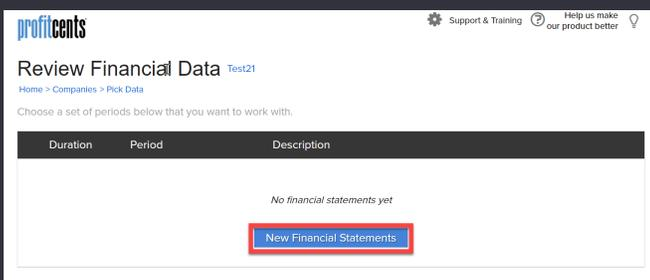 profitcents
Support & Training
Help us make
our product better
Review Financial Data Test21
Home > Companies > Pick Data
Choose a set of periods below that you want to work with.
Duration Period Description
No financial statements yet
New Financial Statements